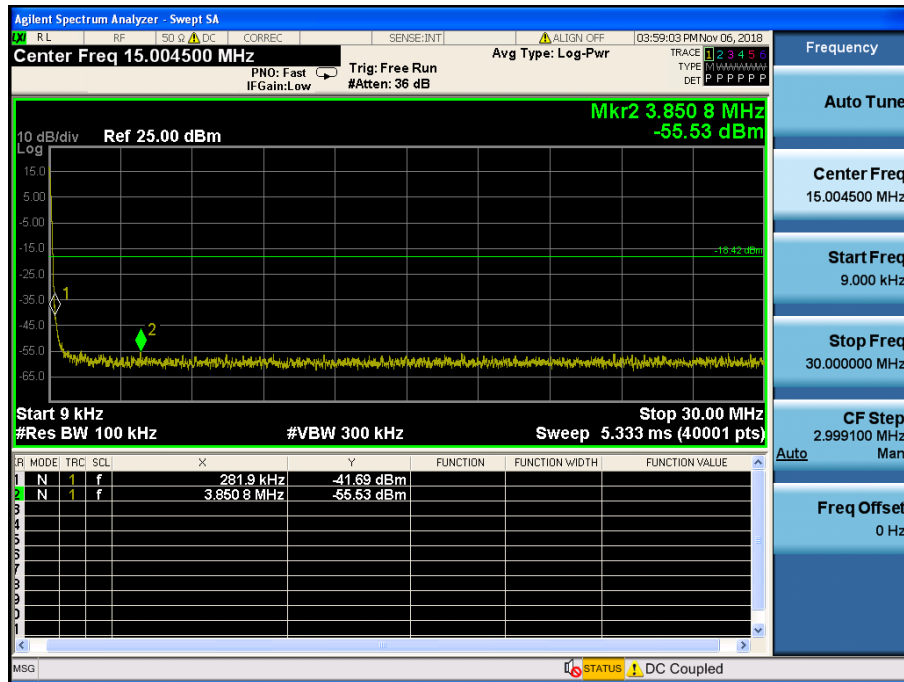 Agilent Spectrum Analyzer - Swept SA
LXI RL RF 50 Ω DC CORREC SENSE:INT ALIGN OFF 03:59:03 PM Nov 06, 2018
Center Freq 15.004500 MHz
PNO: Fast
IFGain:Low
Trig: Free Run
#Atten: 36 dB
Avg Type: Log-Pwr
TRACE 1 2 3 4 5 6
TYPE M W W W W W
DET P P P P P P
Mkr2 3.850 8 MHz
-55.53 dBm
10 dB/div Ref 25.00 dBm
Log
15.0
5.00
-5.00
-15.0
-18.42 dBm
-25.0
-35.0
1
-45.0
2
-55.0
-65.0
Start 9 kHz Stop 30.00 MHz
#Res BW 100 kHz #VBW 300 kHz Sweep 5.333 ms (40001 pts)
MODE TRC SCL X Y FUNCTION FUNCTION WIDTH FUNCTION VALUE
1 N 1 f 281.9 kHz -41.69 dBm
2 N 1 f 3.850 8 MHz -55.53 dBm
3
4
5
6
7
8
9
0
1
MSG STATUS DC Coupled
Frequency
Auto Tune
Center Freq
15.004500 MHz
Start Freq
9.000 kHz
Stop Freq
30.000000 MHz
CF Step
2.999100 MHz
Auto Man
Freq Offset
0 Hz